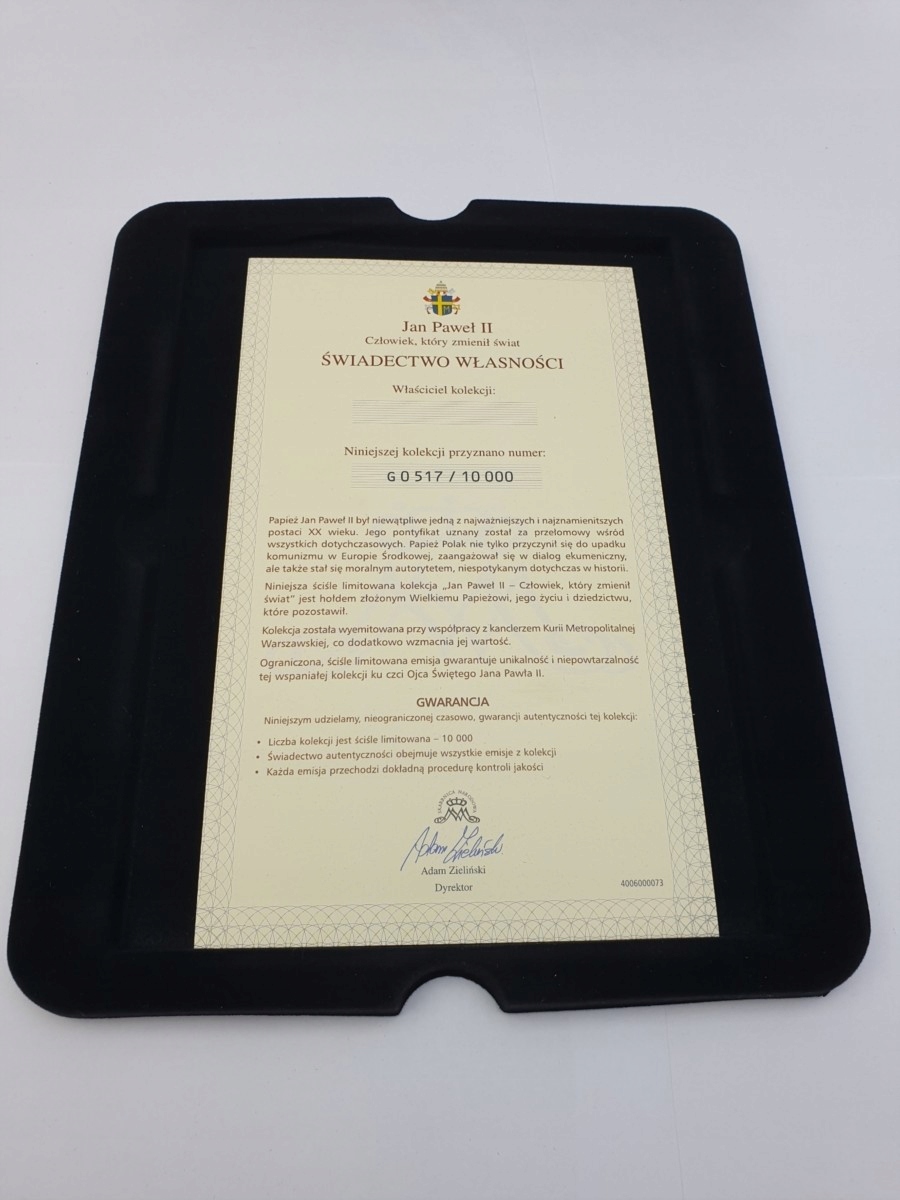 Jan Paweł II
Człowiek, który zmienił świat
ŚWIADECTWO WŁASNOŚCI
Właściciel kolekcji:
Niniejszej kolekcji przyznano numer:
G 0 517 / 10 000
Papież Jan Paweł II był niewątpliwe jedną z najważniejszych i najznamienitszych
postaci XX wieku. Jego pontyfikat uznany został za przełomowy wśród
wszystkich dotychczasowych. Papież Polak nie tylko przyczynił się do upadku
komunizmu w Europie Środkowej, zaangażował się w dialog ekumeniczny,
ale także stał się moralnym autorytetem, niespotykanym dotychczas w historii.
Niniejsza ściśle limitowana kolekcja „Jan Paweł II – Człowiek, który zmienił
świat” jest hołdem złożonym Wielkiemu Papieżowi, jego życiu i dziedzictwu,
które pozostawił.
Kolekcja została wyemitowana przy współpracy z kanclerzem Kurii Metropolitalnej
Warszawskiej, co dodatkowo wzmacnia jej wartość.
Ograniczona, ściśle limitowana emisja gwarantuje unikalność i niepowtarzalność
tej wspaniałej kolekcji ku czci Ojca Świętego Jana Pawła II.
GWARANCJA
Niniejszym udzielamy, nieograniczonej czasowo, gwarancji autentyczności tej kolekcji:
• Liczba kolekcji jest ściśle limitowana – 10 000
• Świadectwo autentyczności obejmuje wszystkie emisje z kolekcji
• Każda emisja przechodzi dokładną procedurę kontroli jakości
SKARBNICA NARODOWA
Adam Zieliński
Adam Zieliński
Dyrektor
4006000073